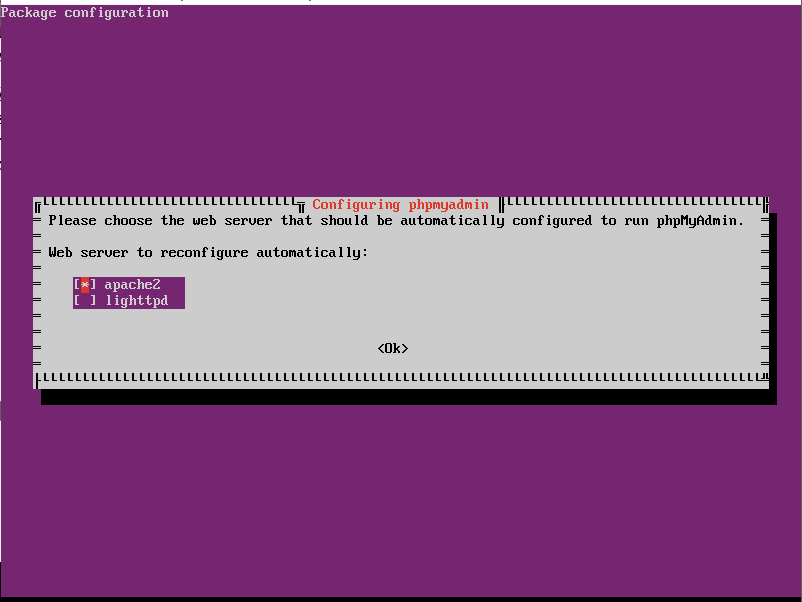 Package configuration
Configuring phpmyadmin
Please choose the web server that should be automatically configured to run phpMyAdmin.
Web server to reconfigure automatically:
[*] apache2
[ ] lighttpd
<Ok>